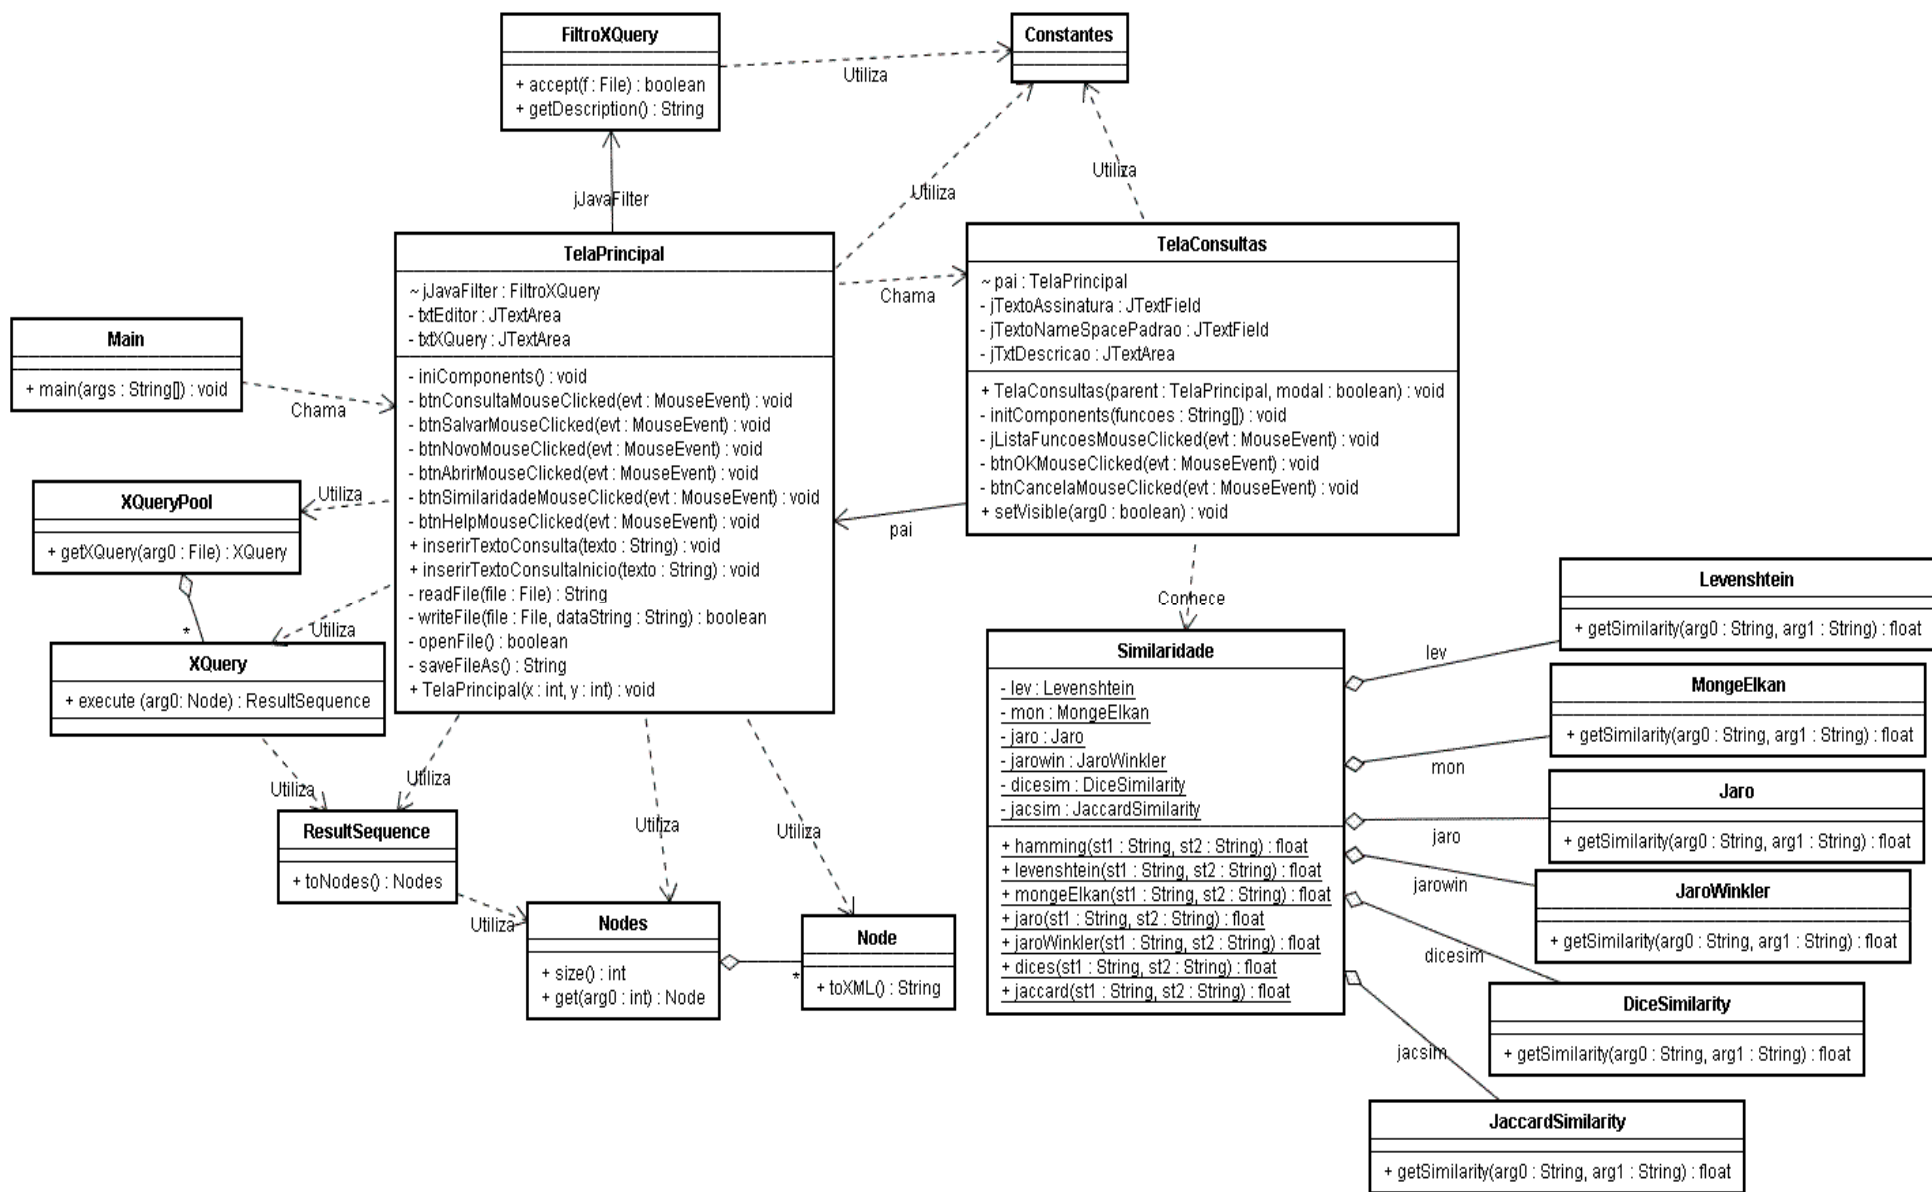 FiltroXQuery
+ accept(f : File) : boolean
+ getDescription() : String
Constantes
Utiliza
jJavaFilter
Utiliza
Utiliza
TelaPrincipal
~ jJavaFilter : FiltroXQuery
- txtEditor : JTextArea
- txtXQuery : JTextArea
- iniComponents() : void
- btnConsultaMouseClicked(evt : MouseEvent) : void
- btnSalvarMouseClicked(evt : MouseEvent) : void
- btnNovoMouseClicked(evt : MouseEvent) : void
- btnAbrirMouseClicked(evt : MouseEvent) : void
- btnSimilaridadeMouseClicked(evt : MouseEvent) : void
- btnHelpMouseClicked(evt : MouseEvent) : void
+ inserirTextoConsulta(texto : String) : void
+ inserirTextoConsultaInicio(texto : String) : void
- readFile(file : File) : String
- writeFile(file : File, dataString : String) : boolean
- openFile() : boolean
- saveFileAs() : String
+ TelaPrincipal(x : int, y : int) : void
Chama
TelaConsultas
~ pai : TelaPrincipal
- jTextoAssinatura : JTextField
- jTextoNameSpacePadrao : JTextField
- jTxtDescricao : JTextArea
+ TelaConsultas(parent : TelaPrincipal, modal : boolean) : void
- initComponents(funcoes : String[]) : void
- jListaFuncoesMouseClicked(evt : MouseEvent) : void
- btnOKMouseClicked(evt : MouseEvent) : void
- btnCancelaMouseClicked(evt : MouseEvent) : void
+ setVisible(arg0 : boolean) : void
pai
Main
+ main(args : String[]) : void
Chama
XQueryPool
+ getXQuery(arg0 : File) : XQuery
Utiliza
*
Utiliza
XQuery
+ execute (arg0: Node) : ResultSequence
Utiliza
Utiliza
Utiliza
Utiliza
ResultSequence
+ toNodes() : Nodes
Utiliza
Nodes
+ size() : int
+ get(arg0 : int) : Node
*
Node
+ toXML() : String
Conhece
Similaridade
- lev : Levenshtein
- mon : MongeElkan
- jaro : Jaro
- jarowin : JaroWinkler
- dicesim : DiceSimilarity
- jacsim : JaccardSimilarity
+ hamming(st1 : String, st2 : String) : float
+ levenshtein(st1 : String, st2 : String) : float
+ mongeElkan(st1 : String, st2 : String) : float
+ jaro(st1 : String, st2 : String) : float
+ jaroWinkler(st1 : String, st2 : String) : float
+ dices(st1 : String, st2 : String) : float
+ jaccard(st1 : String, st2 : String) : float
lev
Levenshtein
+ getSimilarity(arg0 : String, arg1 : String) : float
mon
MongeElkan
+ getSimilarity(arg0 : String, arg1 : String) : float
jaro
Jaro
+ getSimilarity(arg0 : String, arg1 : String) : float
jarowin
JaroWinkler
+ getSimilarity(arg0 : String, arg1 : String) : float
dicesim
DiceSimilarity
+ getSimilarity(arg0 : String, arg1 : String) : float
jacsim
JaccardSimilarity
+ getSimilarity(arg0 : String, arg1 : String) : float